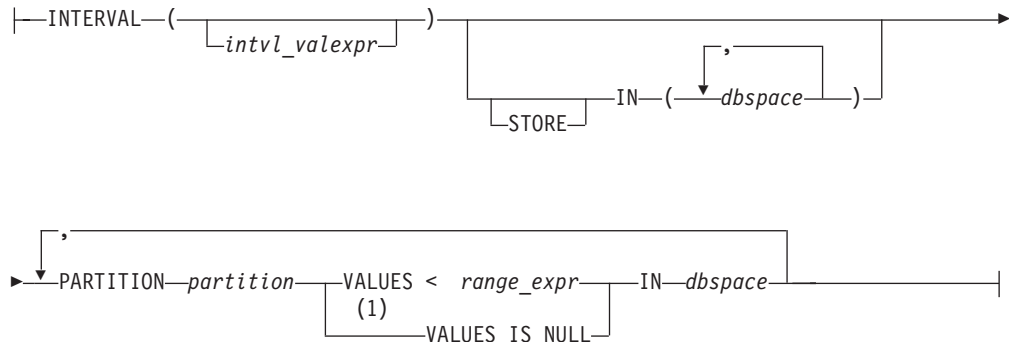 INTERVAL ( intvl_valexpr )
STORE IN ( dbspace , )
,
PARTITION partition VALUES < range_expr IN dbspace
(1)
VALUES IS NULL